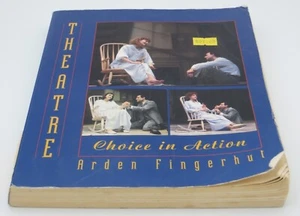 THEATRE
Choice in Action
Arden Fingerhut